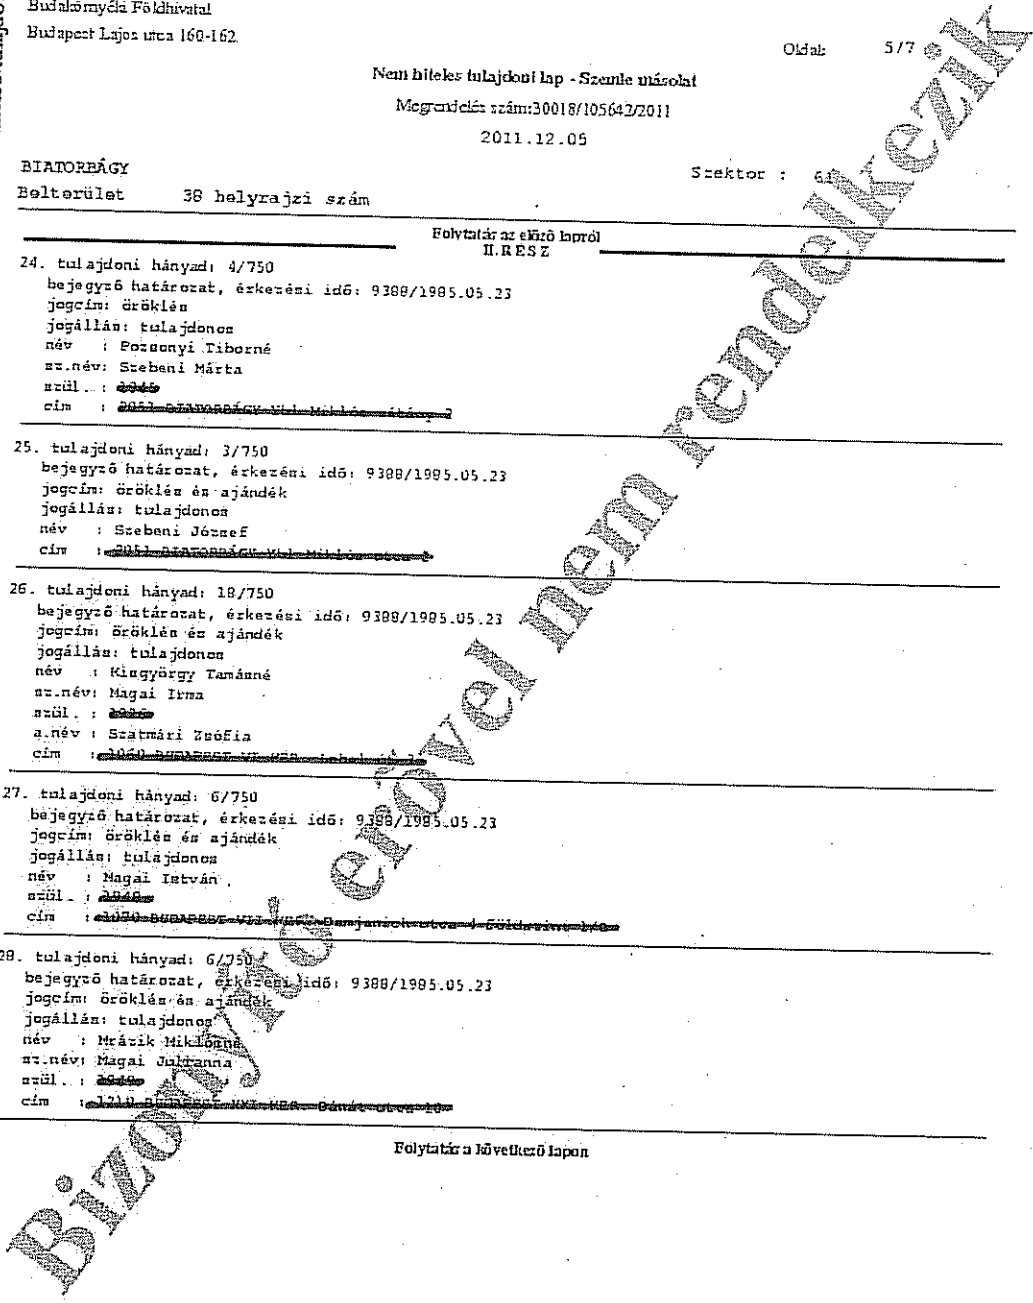 Budakörnyéki Földhivatal
Budapest Lajos utca 160-162.
Oldal: 5/7
Nem hiteles tulajdoni lap - Szemle másolat
Megrendelés szám:30018/105642/2011
2011.12.05
BIATORBÁGY
Szektor : 61
Belterület 38 helyrajzi szám
Folytatás az előző lapról
II.RÉSZ
24. tulajdoni hányad: 4/750
bejegyző határozat, érkezési idő: 9388/1985.05.23
jogcím: öröklés
jogállás: tulajdonos
név : Pozsonyi Tiborné
sz.név: Szebeni Márta
szül. :
cím :
25. tulajdoni hányad: 3/750
bejegyző határozat, érkezési idő: 9388/1985.05.23
jogcím: öröklés és ajándék
jogállás: tulajdonos
név : Szebeni József
cím :
26. tulajdoni hányad: 18/750
bejegyző határozat, érkezési idő: 9388/1985.05.23
jogcím: öröklés és ajándék
jogállás: tulajdonos
név : Kisgyörgy Tamásné
sz.név: Magai Irma
szül. :
a.név : Szatmári Zsófia
cím :
27. tulajdoni hányad: 6/750
bejegyző határozat, érkezési idő: 9388/1985.05.23
jogcím: öröklés és ajándék
jogállás: tulajdonos
név : Magai István
szül. :
cím :
28. tulajdoni hányad: 6/750
bejegyző határozat, érkezési idő: 9388/1985.05.23
jogcím: öröklés és ajándék
jogállás: tulajdonos
név : Mrázik Miklósné
sz.név: Magai Julianna
szül. :
cím :
Folytatás a következő lapon
Bizonyító erővel nem rendelkezik